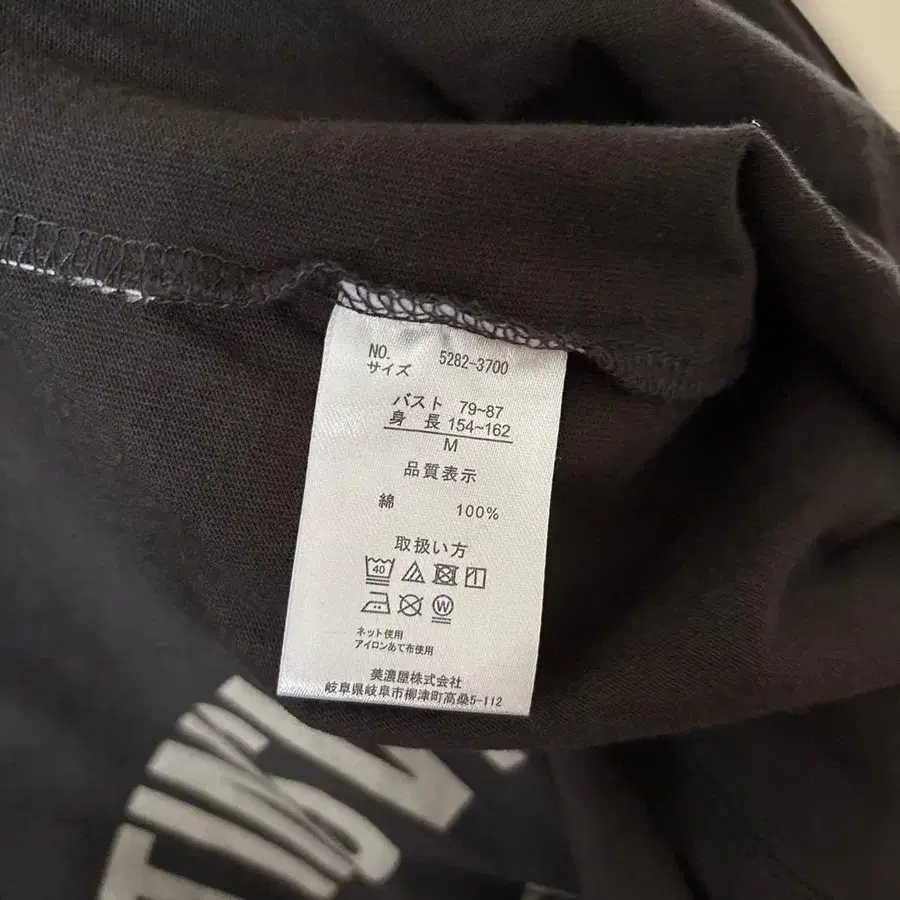 NO. 5282-3700
サイズ
バスト 79~87
身 長 154~162
M
品質表示
綿 100%
取扱い方
40
W
ネット使用
アイロンあて布使用
美濃屋株式会社
岐阜県岐阜市柳津町高桑5-112